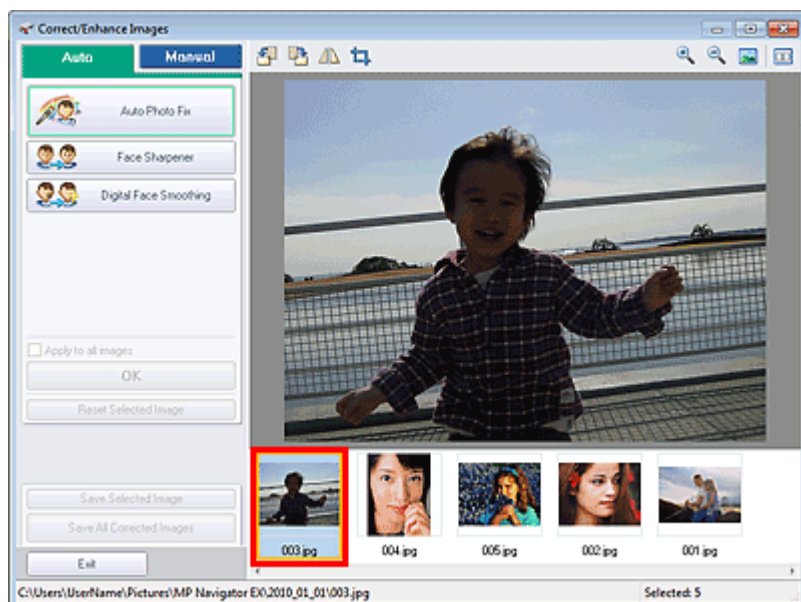 Correct/Enhance Images
Auto
Manual
Auto Photo Fix
Face Sharpener
Digital Face Smoothing
Apply to all images
OK
Reset Selected Image
Save Selected Image
Save All Corrected Images
Exit
003.jpg
004.jpg
005.jpg
002.jpg
001.jpg
C:\Users\UserName\Pictures\MP Navigator EX\2010_01_01\003.jpg
Selected: 5